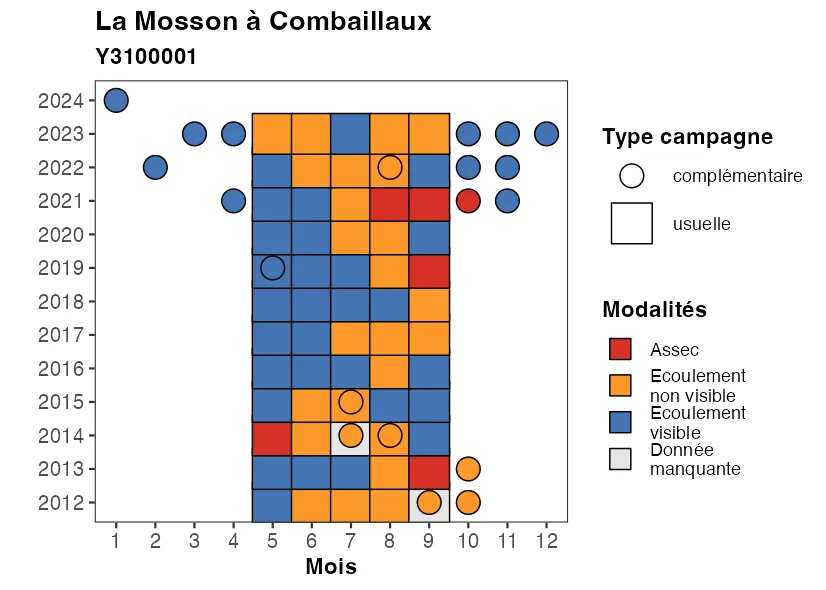 La Mosson à Combaillaux
Y3100001
2024
2023
2022
2021
2020
2019
2018
2017
2016
2015
2014
2013
2012
1 2 3 4 5 6 7 8 9 10 11 12
Mois
Type campagne
complémentaire
usuelle
Modalités
Assec
Ecoulement
non visible
Ecoulement
visible
Donnée
manquante